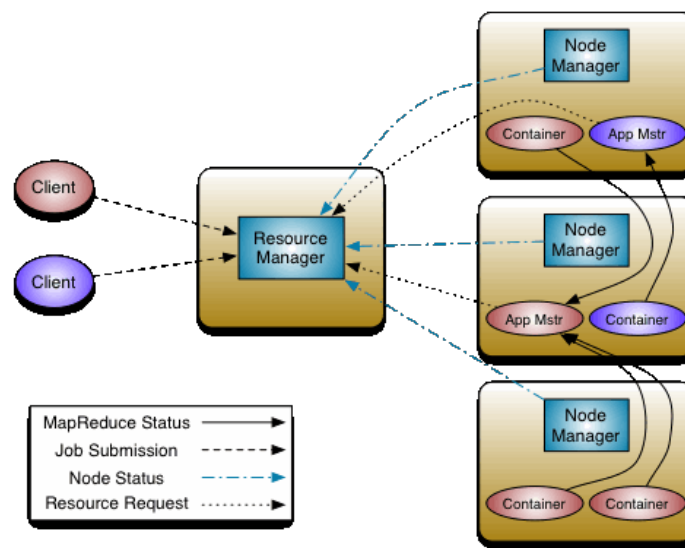 Node
Manager
Container
App Mstr
Client
Resource
Manager
Client
Node
Manager
App Mstr
Container
Node
Manager
Container
Container
MapReduce Status
Job Submission
Node Status
Resource Request